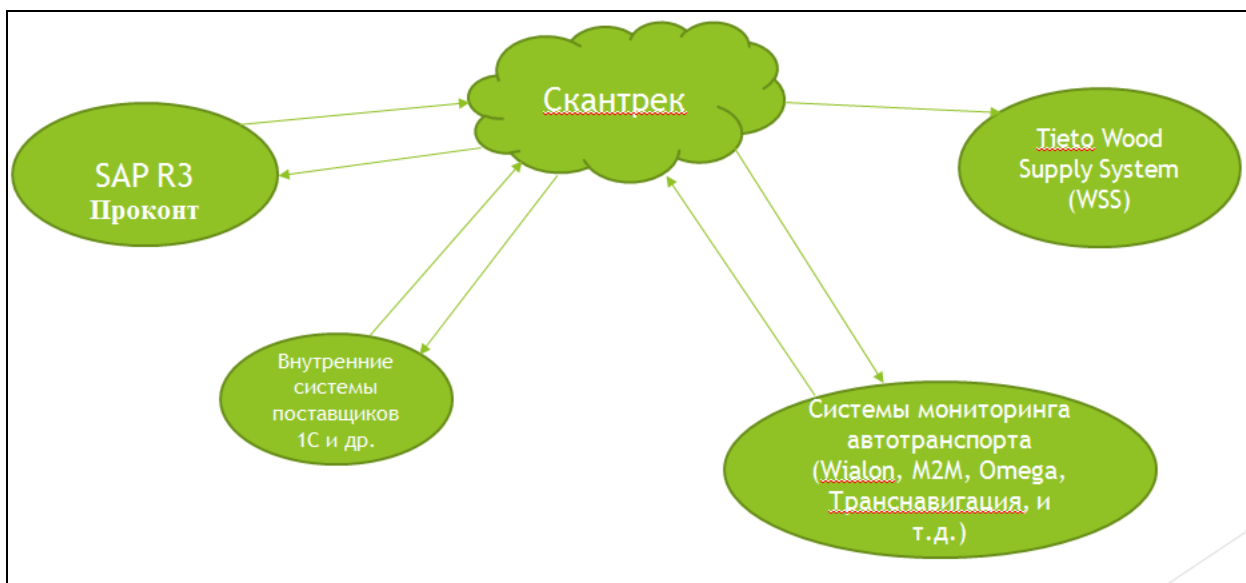 Скантрек
SAP R3
Проконт
Tieto Wood
Supply System
(WSS)
Внутренние
системы
поставщиков
1С и др.
Системы мониторинга
автотранспорта
(Wialon, M2M, Omega,
Транснавигация, и
т.д.)